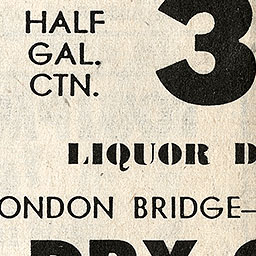 HALF
GAL.
CTN.
3
LIQUOR D
ONDON BRIDGE—